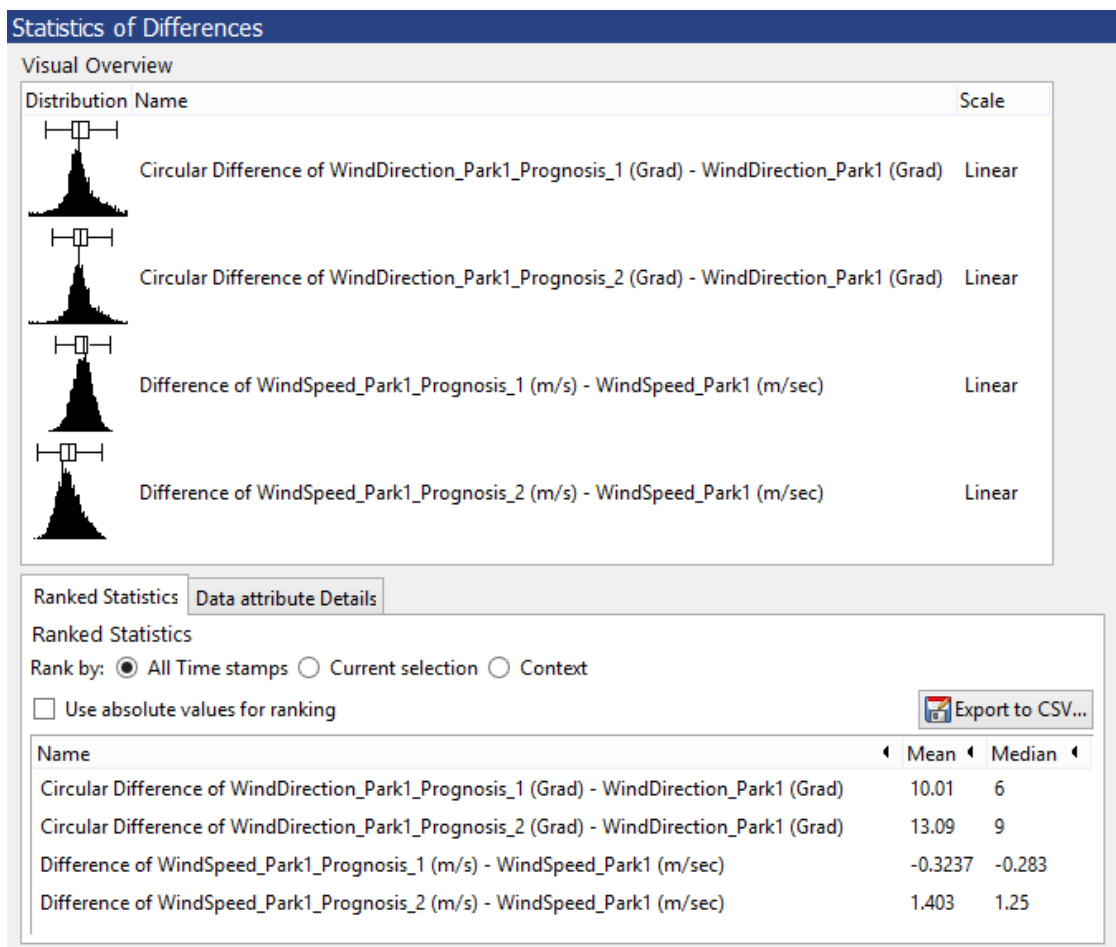 Statistics of Differences
Visual Overview
Distribution Name Scale
Circular Difference of WindDirection_Park1_Prognosis_1 (Grad) - WindDirection_Park1 (Grad) Linear
Circular Difference of WindDirection_Park1_Prognosis_2 (Grad) - WindDirection_Park1 (Grad) Linear
Difference of WindSpeed_Park1_Prognosis_1 (m/s) - WindSpeed_Park1 (m/sec) Linear
Difference of WindSpeed_Park1_Prognosis_2 (m/s) - WindSpeed_Park1 (m/sec) Linear
Ranked Statistics Data attribute Details
Ranked Statistics
Rank by: All Time stamps Current selection Context
Use absolute values for ranking Export to CSV...
Name Mean Median
Circular Difference of WindDirection_Park1_Prognosis_1 (Grad) - WindDirection_Park1 (Grad) 10.01 6
Circular Difference of WindDirection_Park1_Prognosis_2 (Grad) - WindDirection_Park1 (Grad) 13.09 9
Difference of WindSpeed_Park1_Prognosis_1 (m/s) - WindSpeed_Park1 (m/sec) -0.3237 -0.283
Difference of WindSpeed_Park1_Prognosis_2 (m/s) - WindSpeed_Park1 (m/sec) 1.403 1.25